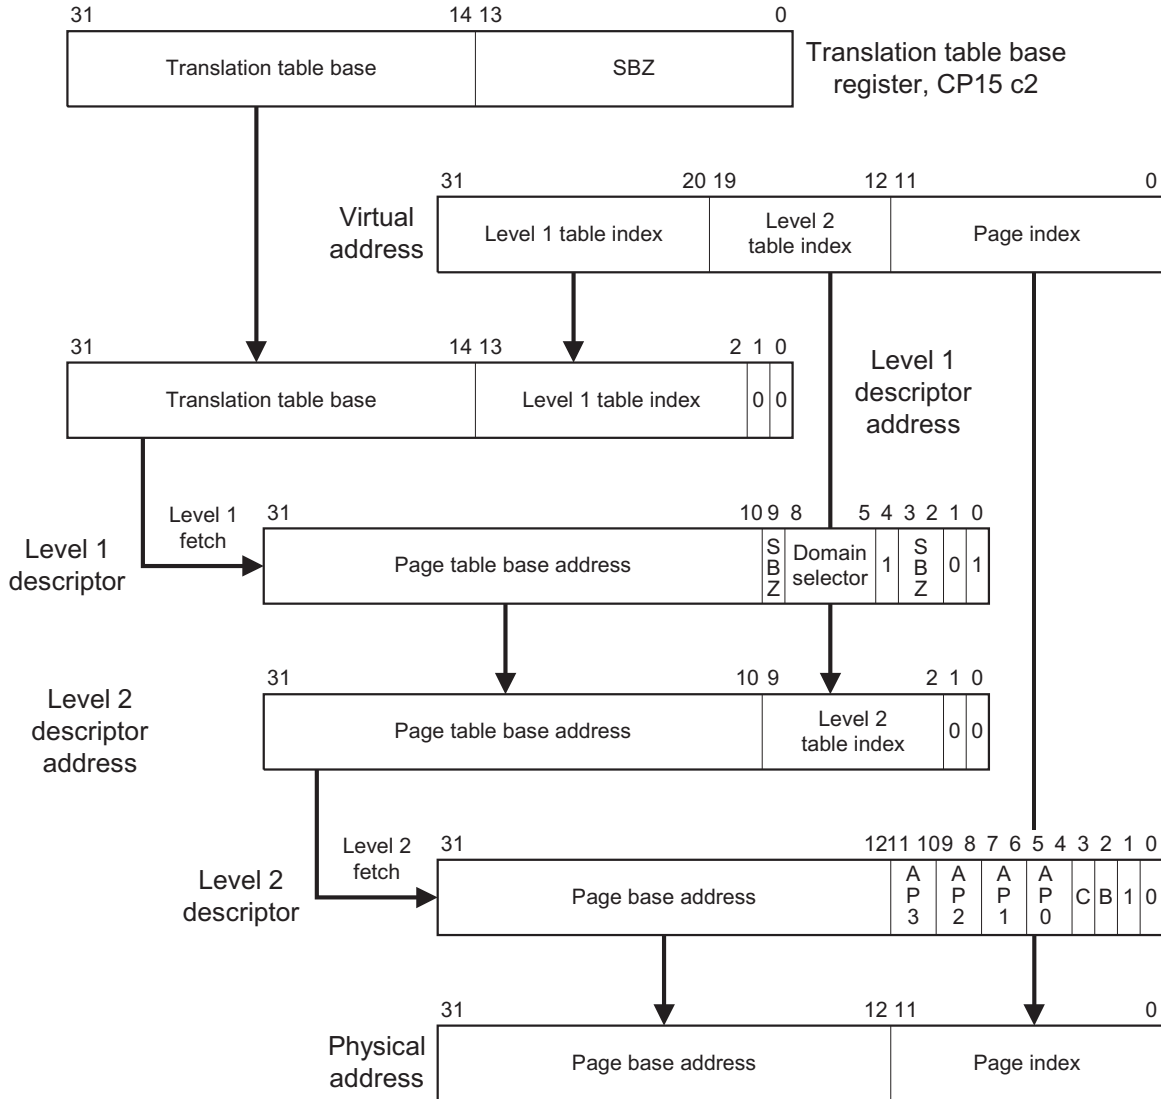 31 14 13 0
Translation table base SBZ
Translation table base
register, CP15 c2
31 20 19 12 11 0
Virtual
address
Level 1 table index
Level 2
table index
Page index
31 14 13 2 1 0
Translation table base Level 1 table index 0 0
Level 1
descriptor
address
Level 1
fetch
31 10 9 8 5 4 3 2 1 0
Level 1
descriptor
Page table base address
S
B
Z
Domain
selector
1
S
B
Z
0 1
31 10 9 2 1 0
Level 2
descriptor
address
Page table base address
Level 2
table index
0 0
Level 2
fetch
31 12 11 10 9 8 7 6 5 4 3 2 1 0
Level 2
descriptor
Page base address
A
P
3
A
P
2
A
P
1
A
P
0
C B 1 0
31 12 11 0
Physical
address
Page base address Page index